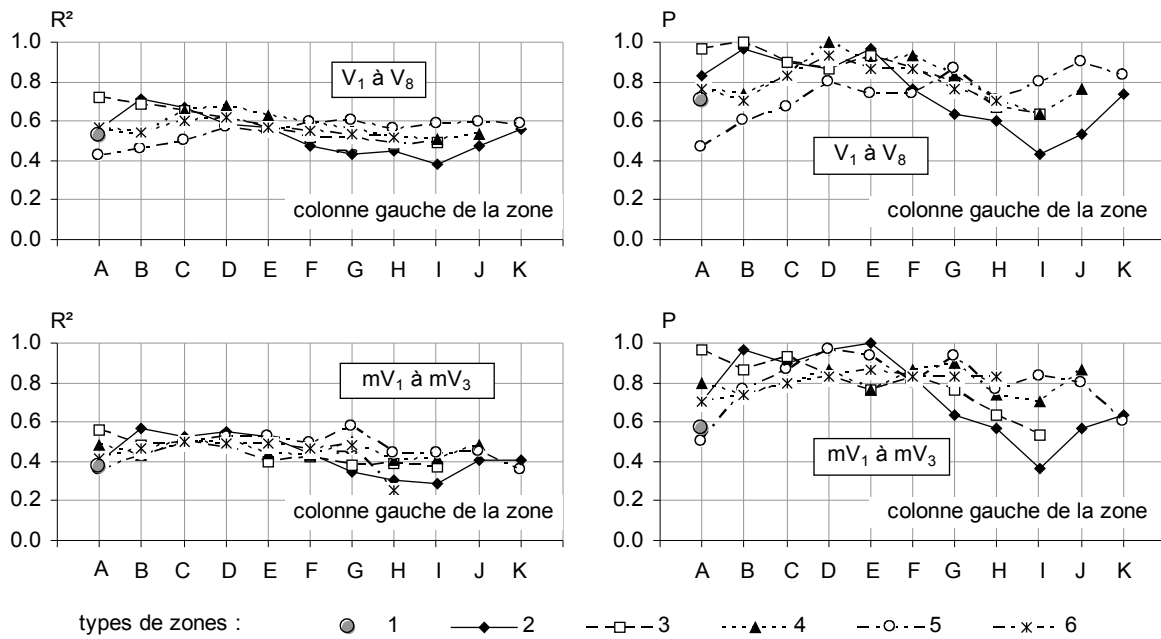 R²
1.0
0.8
0.6
0.4
0.2
0.0
V₁ à V₈
colonne gauche de la zone
A B C D E F G H I J K
P
1.0
0.8
0.6
0.4
0.2
0.0
V₁ à V₈
colonne gauche de la zone
A B C D E F G H I J K
R²
1.0
0.8
0.6
0.4
0.2
0.0
mV₁ à mV₃
colonne gauche de la zone
A B C D E F G H I J K
P
1.0
0.8
0.6
0.4
0.2
0.0
mV₁ à mV₃
colonne gauche de la zone
A B C D E F G H I J K
types de zones : 1 2 3 4 5 6